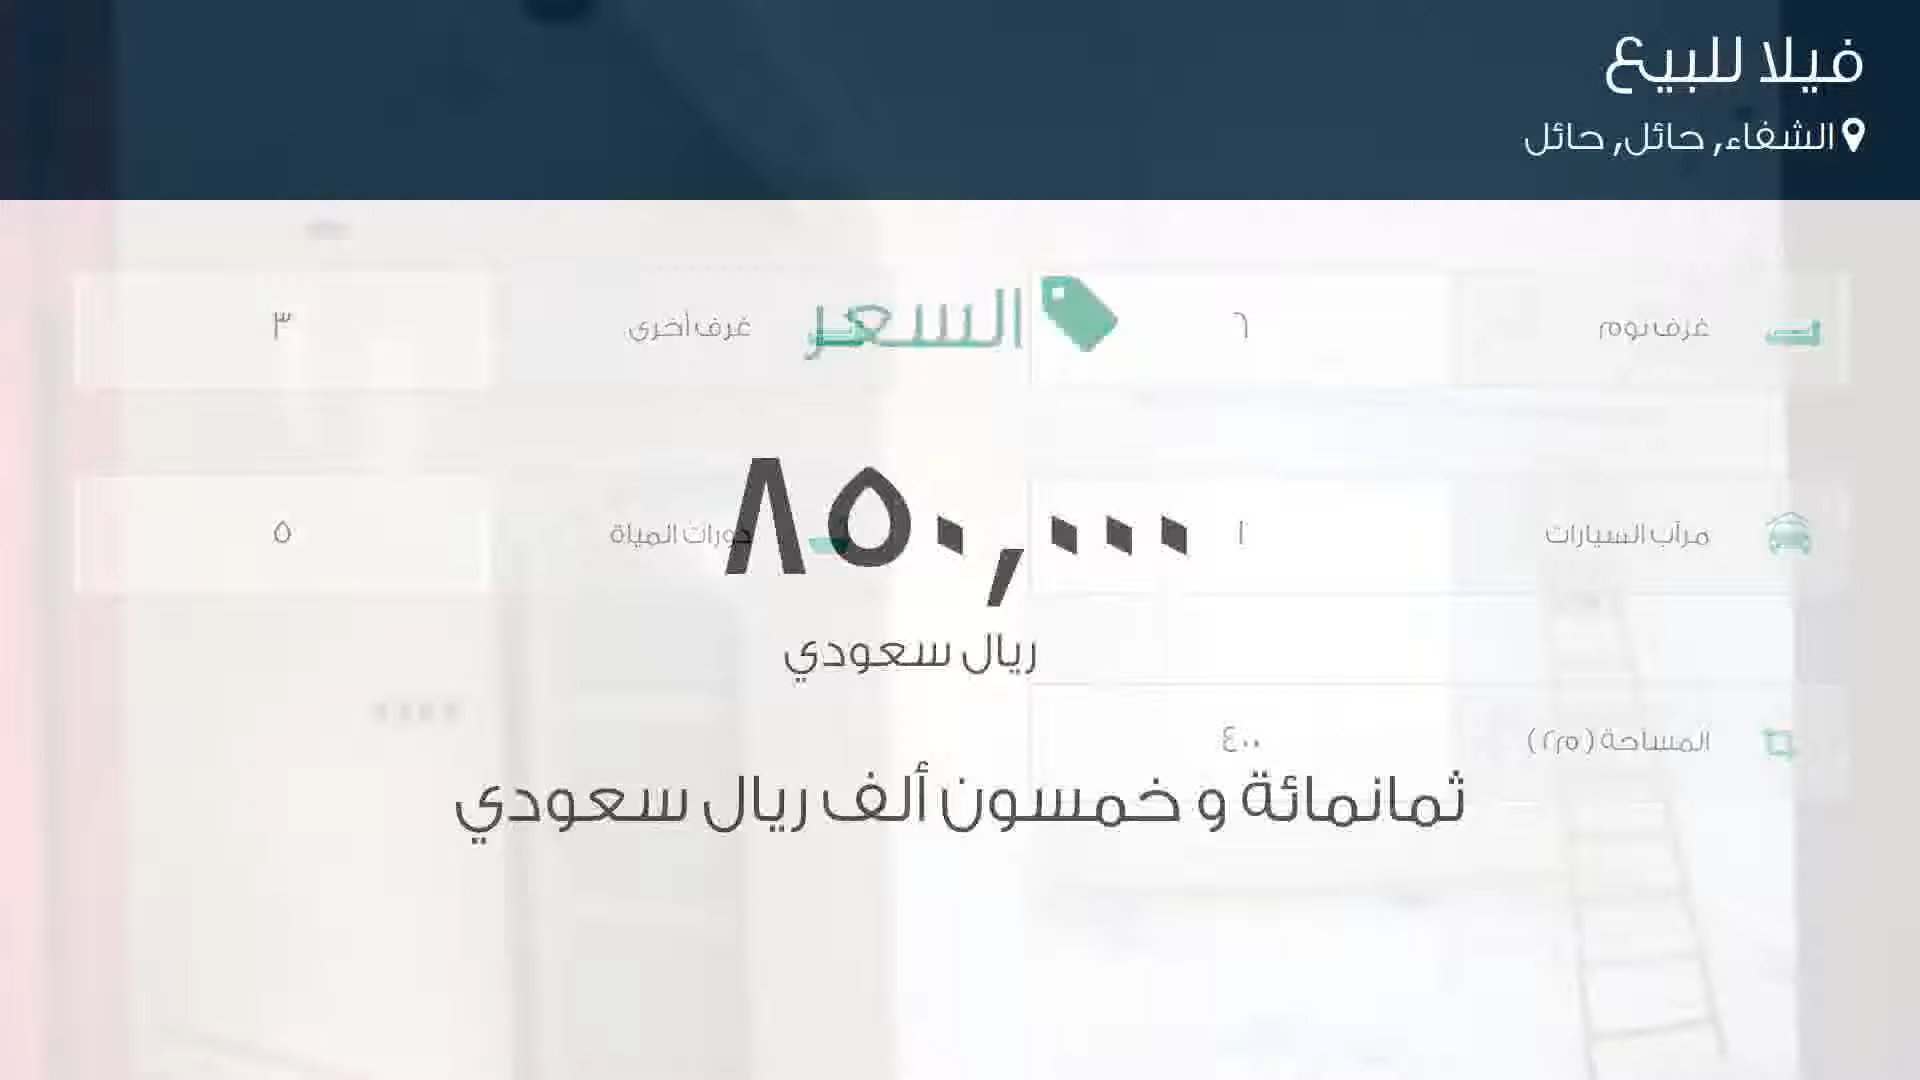 فيلا للبيع
الشفاء, حائل, حائل
السعر
غرف نوم ٦
غرف أخرى ٣
٨٥٠,٠٠٠
مرآب السيارات ١
دورات المياة ٥
ريال سعودي
المساحة (م٢) ٤٠٠
ثمانمائة و خمسون ألف ريال سعودي